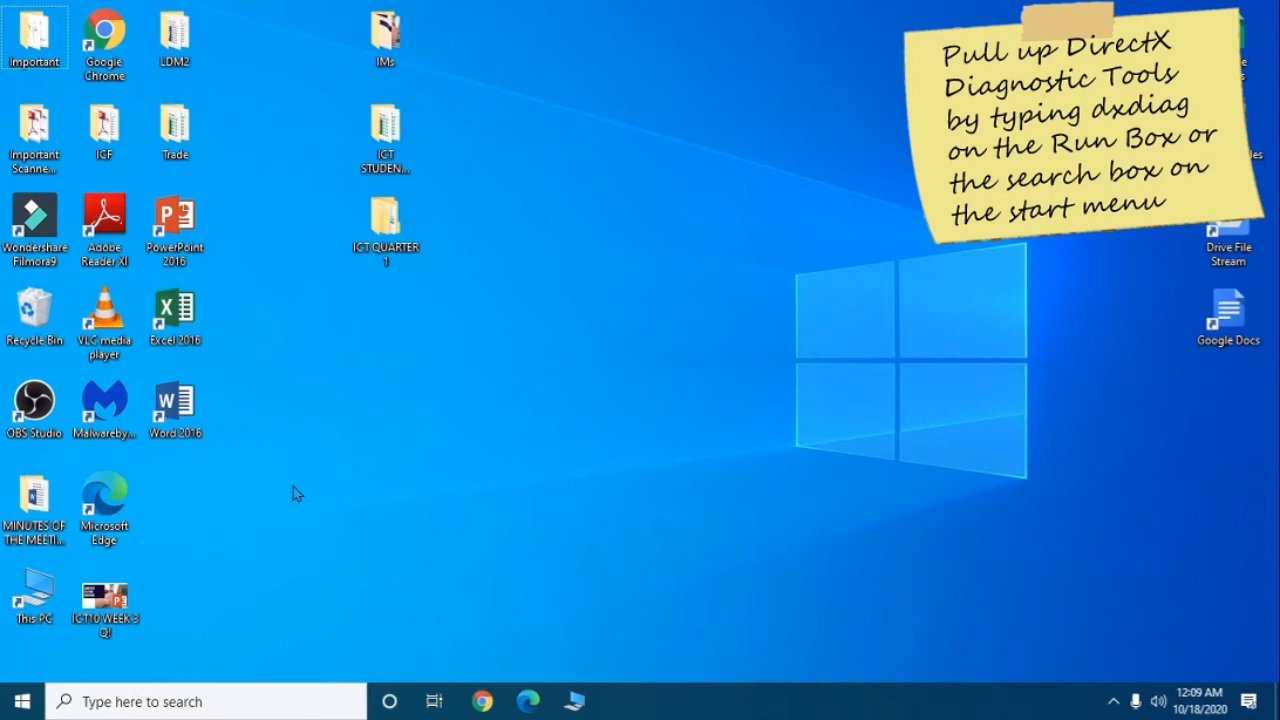 Important
Google
Chrome
LDM2
IMs
Pull up DirectX
Diagnostic Tools
by typing dxdiag
on the Run Box or
the search box on
the start menu
Important
Scanne...
ICF
Trade
ICT
STUDEN...
Wondershare
Filmora9
Adobe
Reader XI
PowerPoint
2016
ICT QUARTER
1
Drive File
Stream
Recycle Bin
VLC media
player
Excel 2016
Google Docs
OBS Studio
Malwareby...
Word 2016
MINUTES OF
THE MEETI...
Microsoft
Edge
This PC
ICT10 WEEK 3
Q!
Type here to search
12:09 AM
10/18/2020